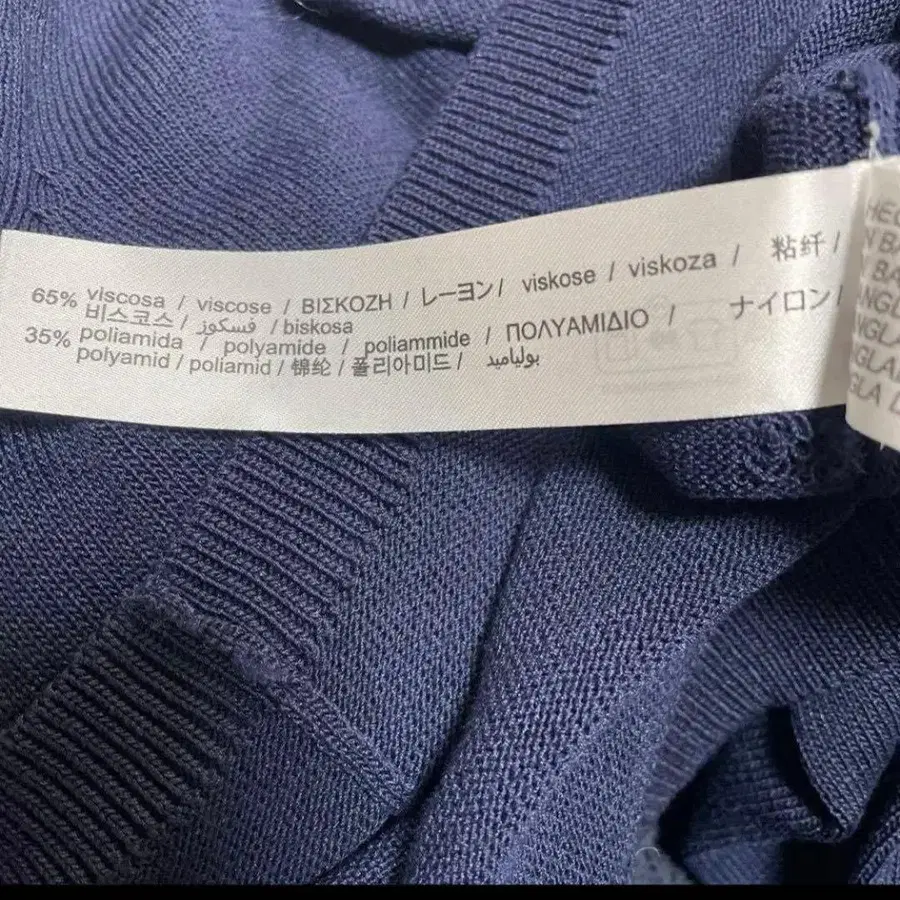 65% viscosa / viscose / ΒΙΣΚΟΖΗ / レーヨン / viskose / viskoza / 粘纤 /
비스코스 / فسكوز / biskosa
35% poliamida / polyamide / poliammide / ΠΟΛΥΑΜΙΔΙΟ / ナイロン /
polyamid / poliamid / 锦纶 / 폴리아미드 / بولياميد